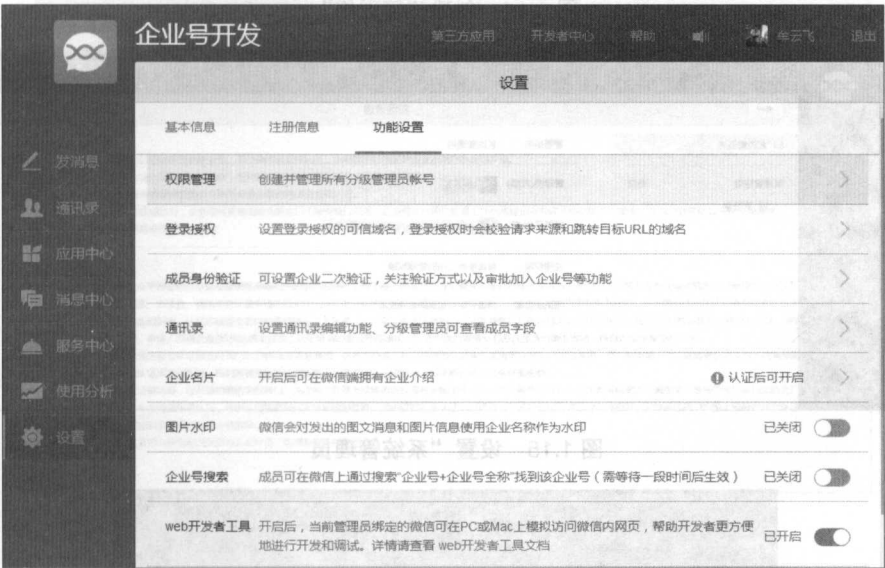 企业号开发
第三方应用 开发者中心 帮助 牟云飞 退出
设置
基本信息 注册信息 功能设置
发消息
通讯录
应用中心
消息中心
服务中心
使用分析
设置
权限管理 创建并管理所有分级管理员帐号
登录授权 设置登录授权的可信域名,登录授权时会校验请求来源和跳转目标URL的域名
成员身份验证 可设置企业二次验证,关注验证方式以及审批加入企业号等功能
通讯录 设置通讯录编辑功能、分级管理员可查看成员字段
企业名片 开启后可在微信端拥有企业介绍 认证后可开启
图片水印 微信会对发出的图文消息和图片信息使用企业名称作为水印 已关闭
企业号搜索 成员可在微信上通过搜索“企业号+企业号全称”找到该企业号(需等待一段时间后生效) 已关闭
web开发者工具 开启后,当前管理员绑定的微信可在PC或Mac上模拟访问微信内网页,帮助开发者更方便 已开启
地进行开发和调试。详情请查看 web开发者工具文档
图1.15 设置“系统管理员